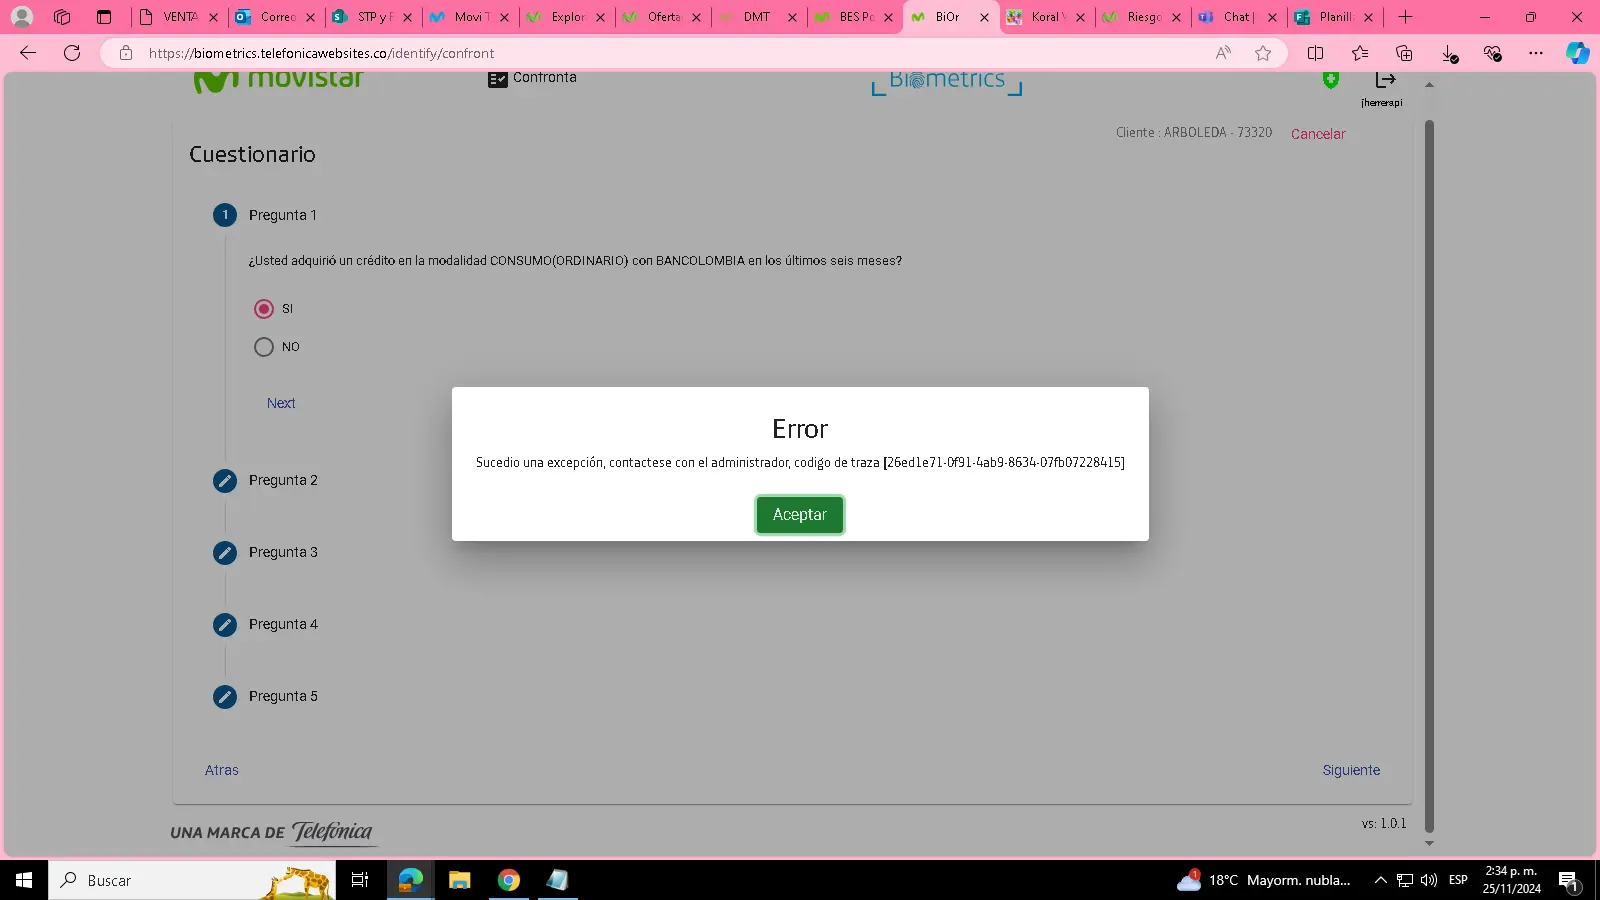 VENTA
Correo
STP y F
Movi T
Explor
Oferta
DMT
BES Po
BiOr
Koral V
Riesgo
Chat |
Planill
https://biometrics.telefonicawebsites.co/identify/confront
movistar
Confronta
Biometrics
jherrerapi
Cliente : ARBOLEDA - 73320
Cancelar
Cuestionario
1 Pregunta 1
¿Usted adquirió un crédito en la modalidad CONSUMO(ORDINARIO) con BANCOLOMBIA en los últimos seis meses?
SI
NO
Next
Error
Sucedio una excepción, contactese con el administrador, codigo de traza [26ed1e71-0f91-4ab9-8634-07fb07228415]
Aceptar
Pregunta 2
Pregunta 3
Pregunta 4
Pregunta 5
Atras
Siguiente
UNA MARCA DE Telefónica
vs: 1.0.1
Buscar
1
18°C Mayorm. nubla...
ESP
2:34 p. m.
25/11/2024
1